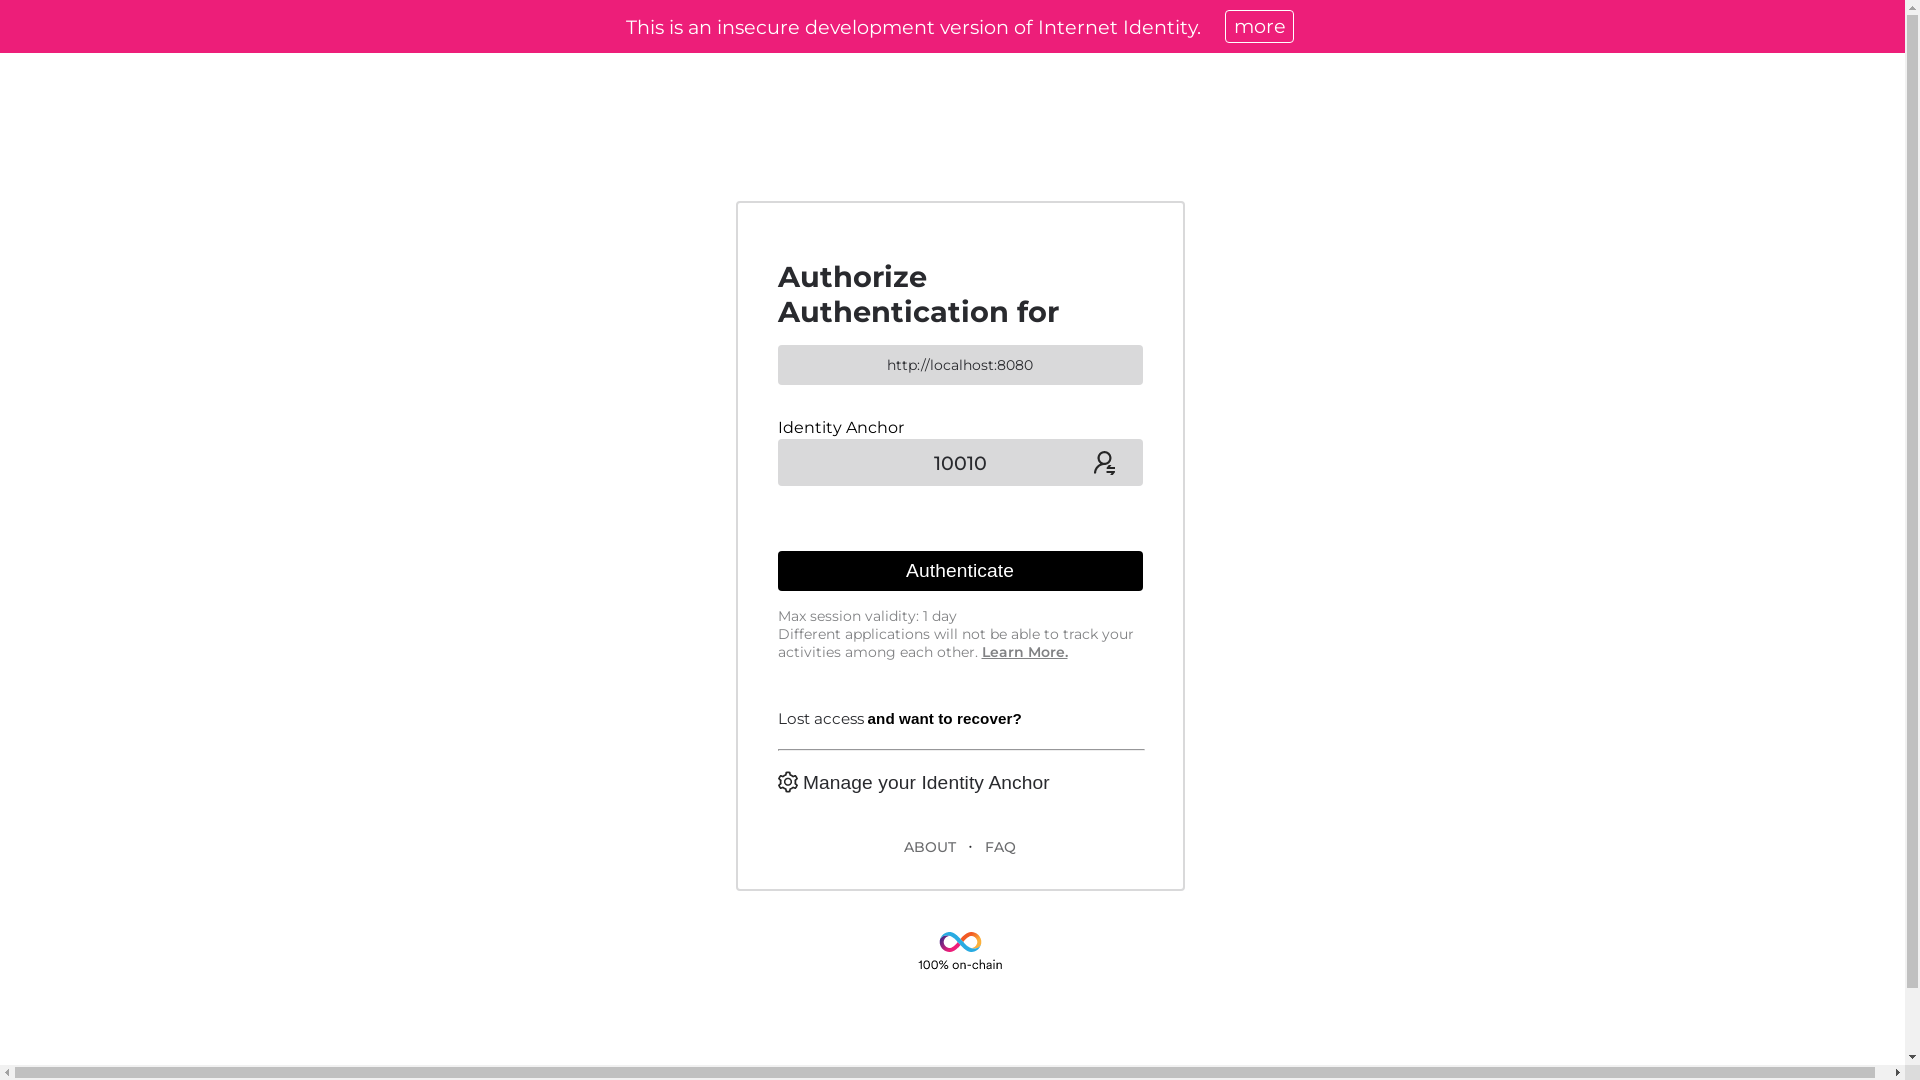 This is an insecure development version of Internet Identity. more
Authorize
Authentication for
http://localhost:8080
Identity Anchor
10010
Authenticate
Max session validity: 1 day
Different applications will not be able to track your
activities among each other. Learn More.
Lost access and want to recover?
Manage your Identity Anchor
ABOUT · FAQ
100% on-chain